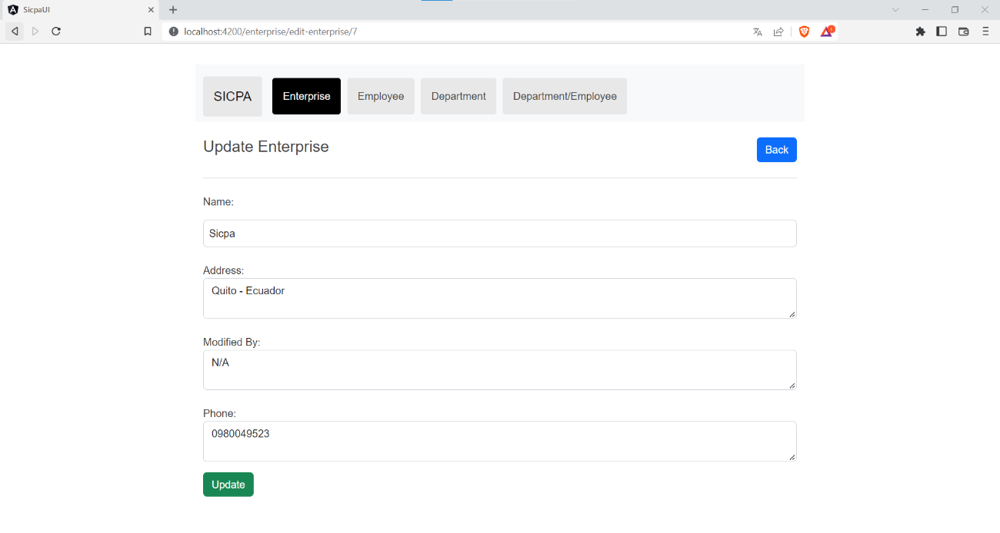 SicpaUI
localhost:4200/enterprise/edit-enterprise/7
SICPA Enterprise Employee Department Department/Employee
Update Enterprise
Back
Name:
Sicpa
Address:
Quito - Ecuador
Modified By:
N/A
Phone:
0980049523
Update